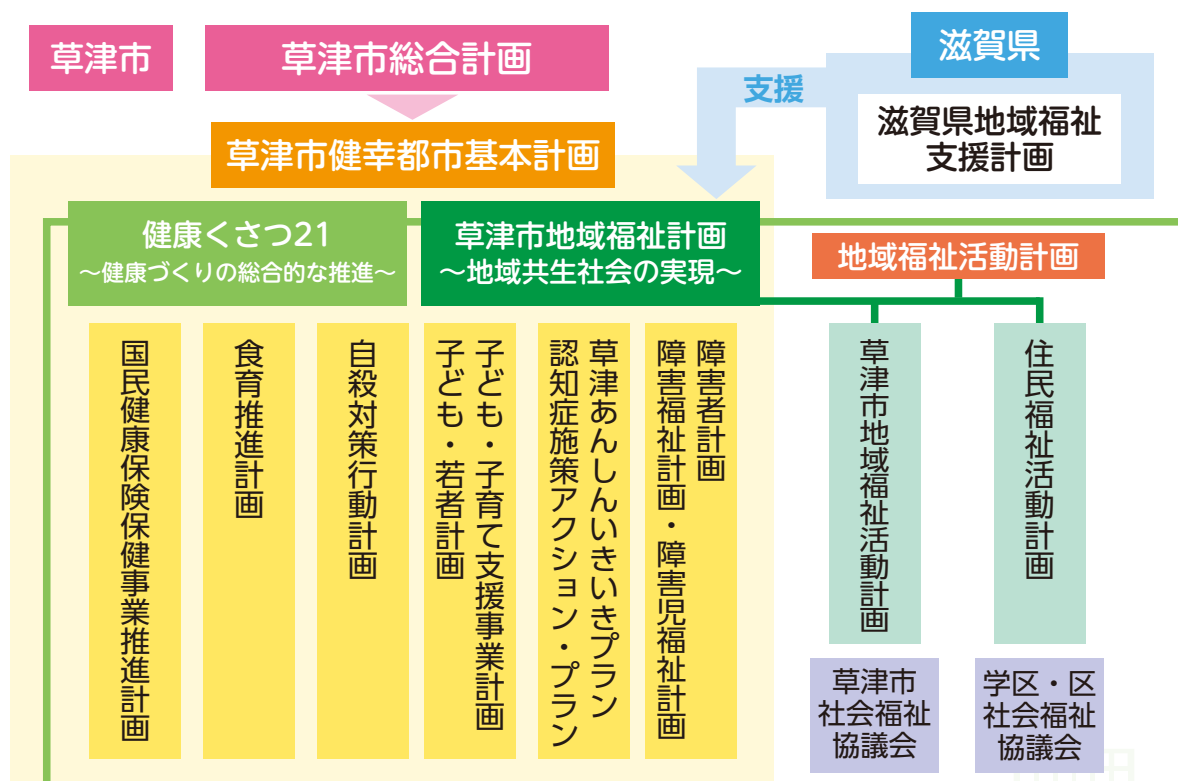 草津市
草津市総合計画
滋賀県
支援
滋賀県地域福祉
支援計画
草津市健幸都市基本計画
健康くさつ21
～健康づくりの総合的な推進～
草津市地域福祉計画
～地域共生社会の実現～
地域福祉活動計画
国民健康保険保健事業推進計画
食育推進計画
自殺対策行動計画
子ども・子育て支援事業計画
子ども・若者計画
草津あんしんいきいきプラン
認知症施策アクション・プラン
障害者計画
障害福祉計画・障害児福祉計画
草津市地域福祉活動計画
住民福祉活動計画
草津市
社会福祉
協議会
学区・区
社会福祉
協議会